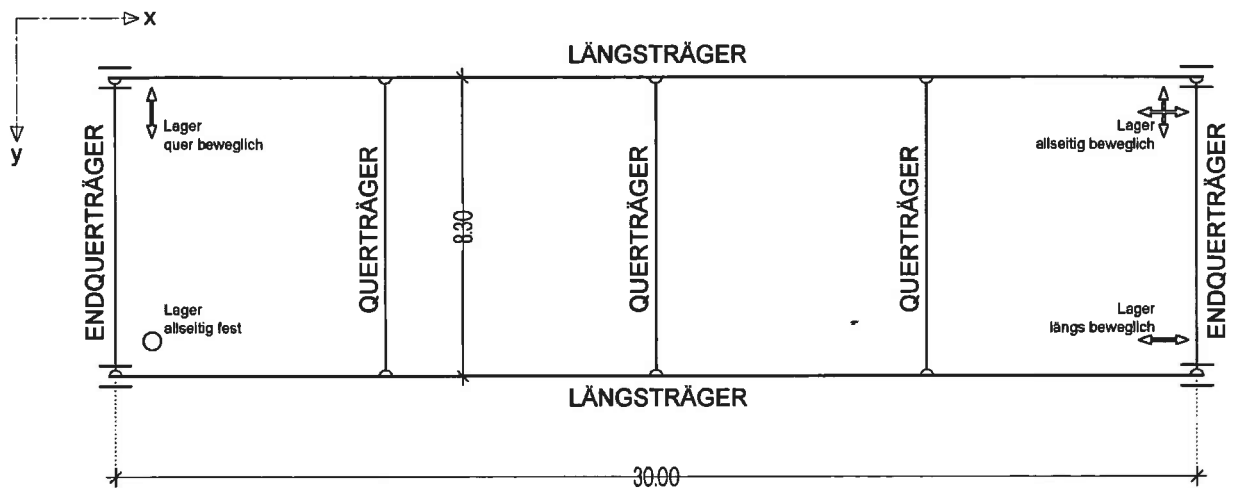 x
y
LÄNGSTRÄGER
Lager
quer beweglich
Lager
allseitig beweglich
ENDQUERTRÄGER
QUERTRÄGER
8.30
QUERTRÄGER
QUERTRÄGER
ENDQUERTRÄGER
Lager
allseitig fest
Lager
längs beweglich
LÄNGSTRÄGER
30.00